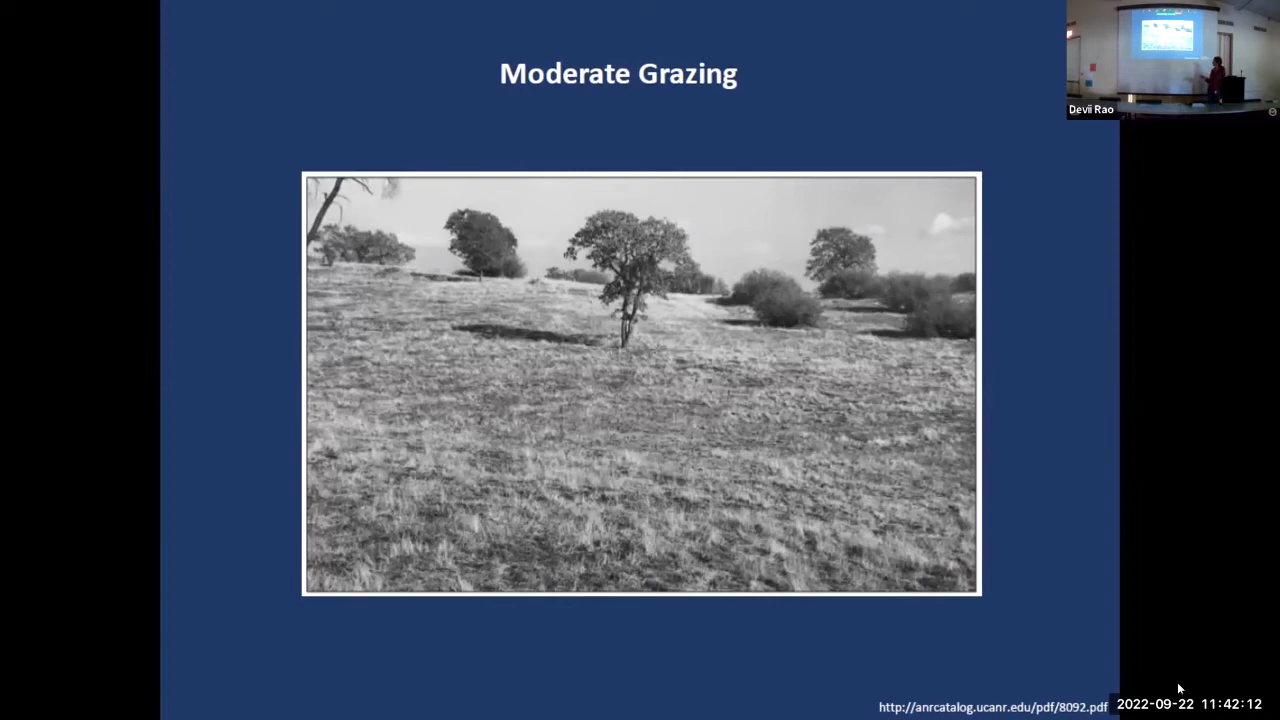 Moderate Grazing
Devii Rao
http://anrcatalog.ucanr.edu/pdf/8092.pdf
2022-09-22 11:42:12